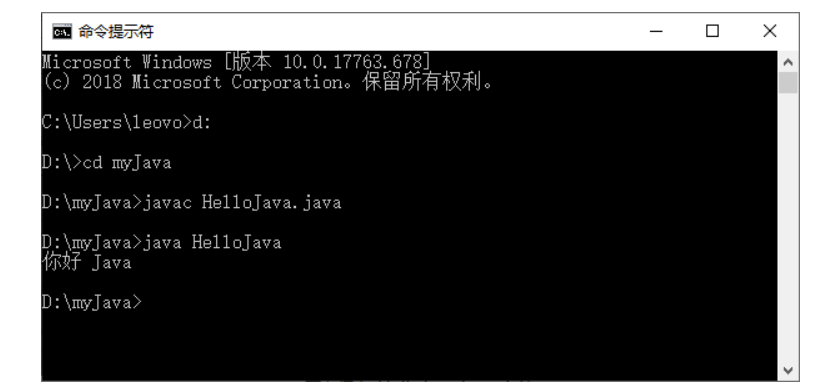 命令提示符
Microsoft Windows [版本 10.0.17763.678]
(c) 2018 Microsoft Corporation。保留所有权利。
C:\Users\leovo>d:
D:\>cd myJava
D:\myJava>javac HelloJava.java
D:\myJava>java HelloJava
你好 Java
D:\myJava>